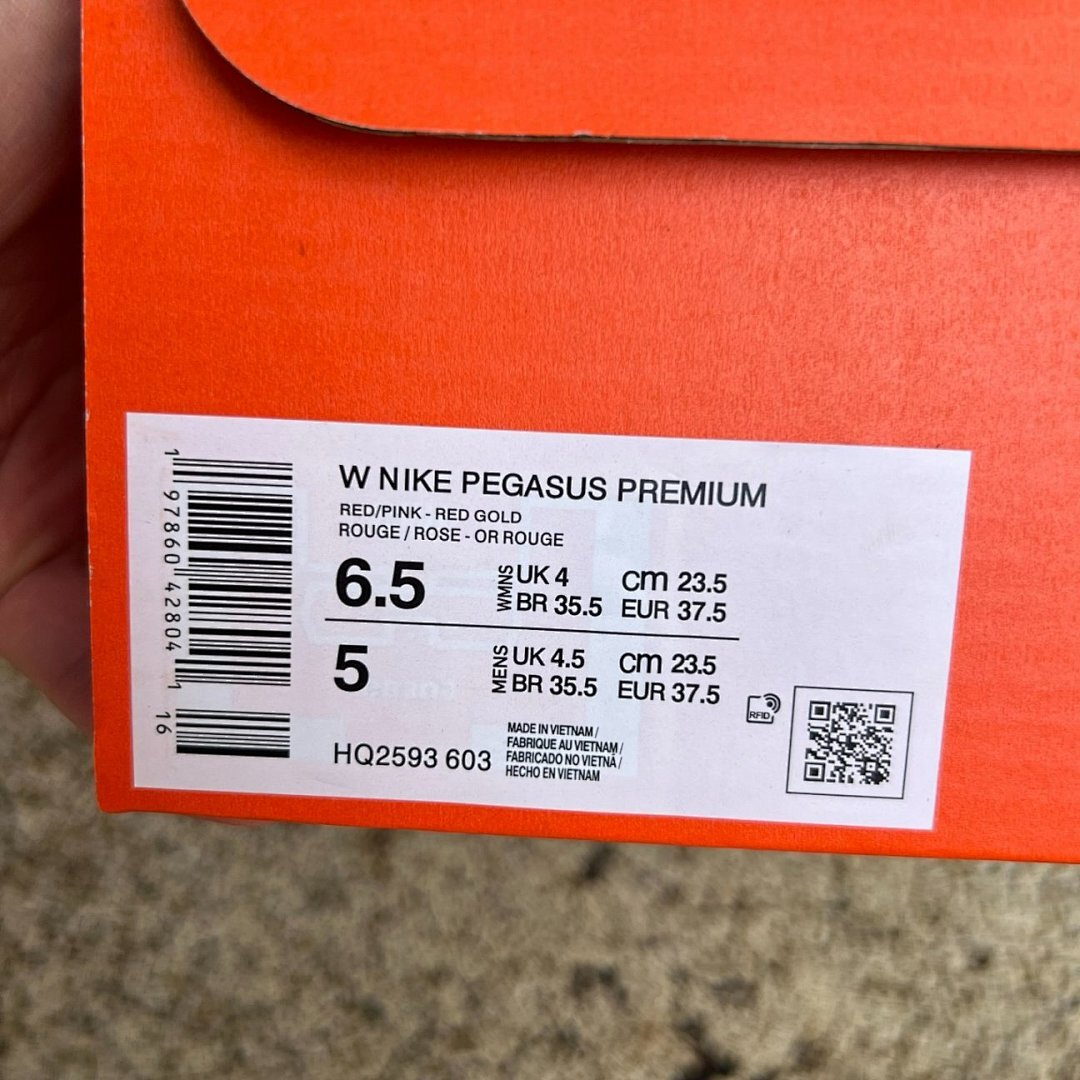 W NIKE PEGASUS PREMIUM
RED/PINK - RED GOLD
ROUGE / ROSE - OR ROUGE
6.5
WMNS
UK 4 cm 23.5
BR 35.5 EUR 37.5
5
MENS
UK 4.5 cm 23.5
BR 35.5 EUR 37.5
HQ2593 603
MADE IN VIETNAM /
FABRIQUE AU VIETNAM /
FABRICADO NO VIETNÃ /
HECHO EN VIETNAM
RFID
1 97860 42804 1 16